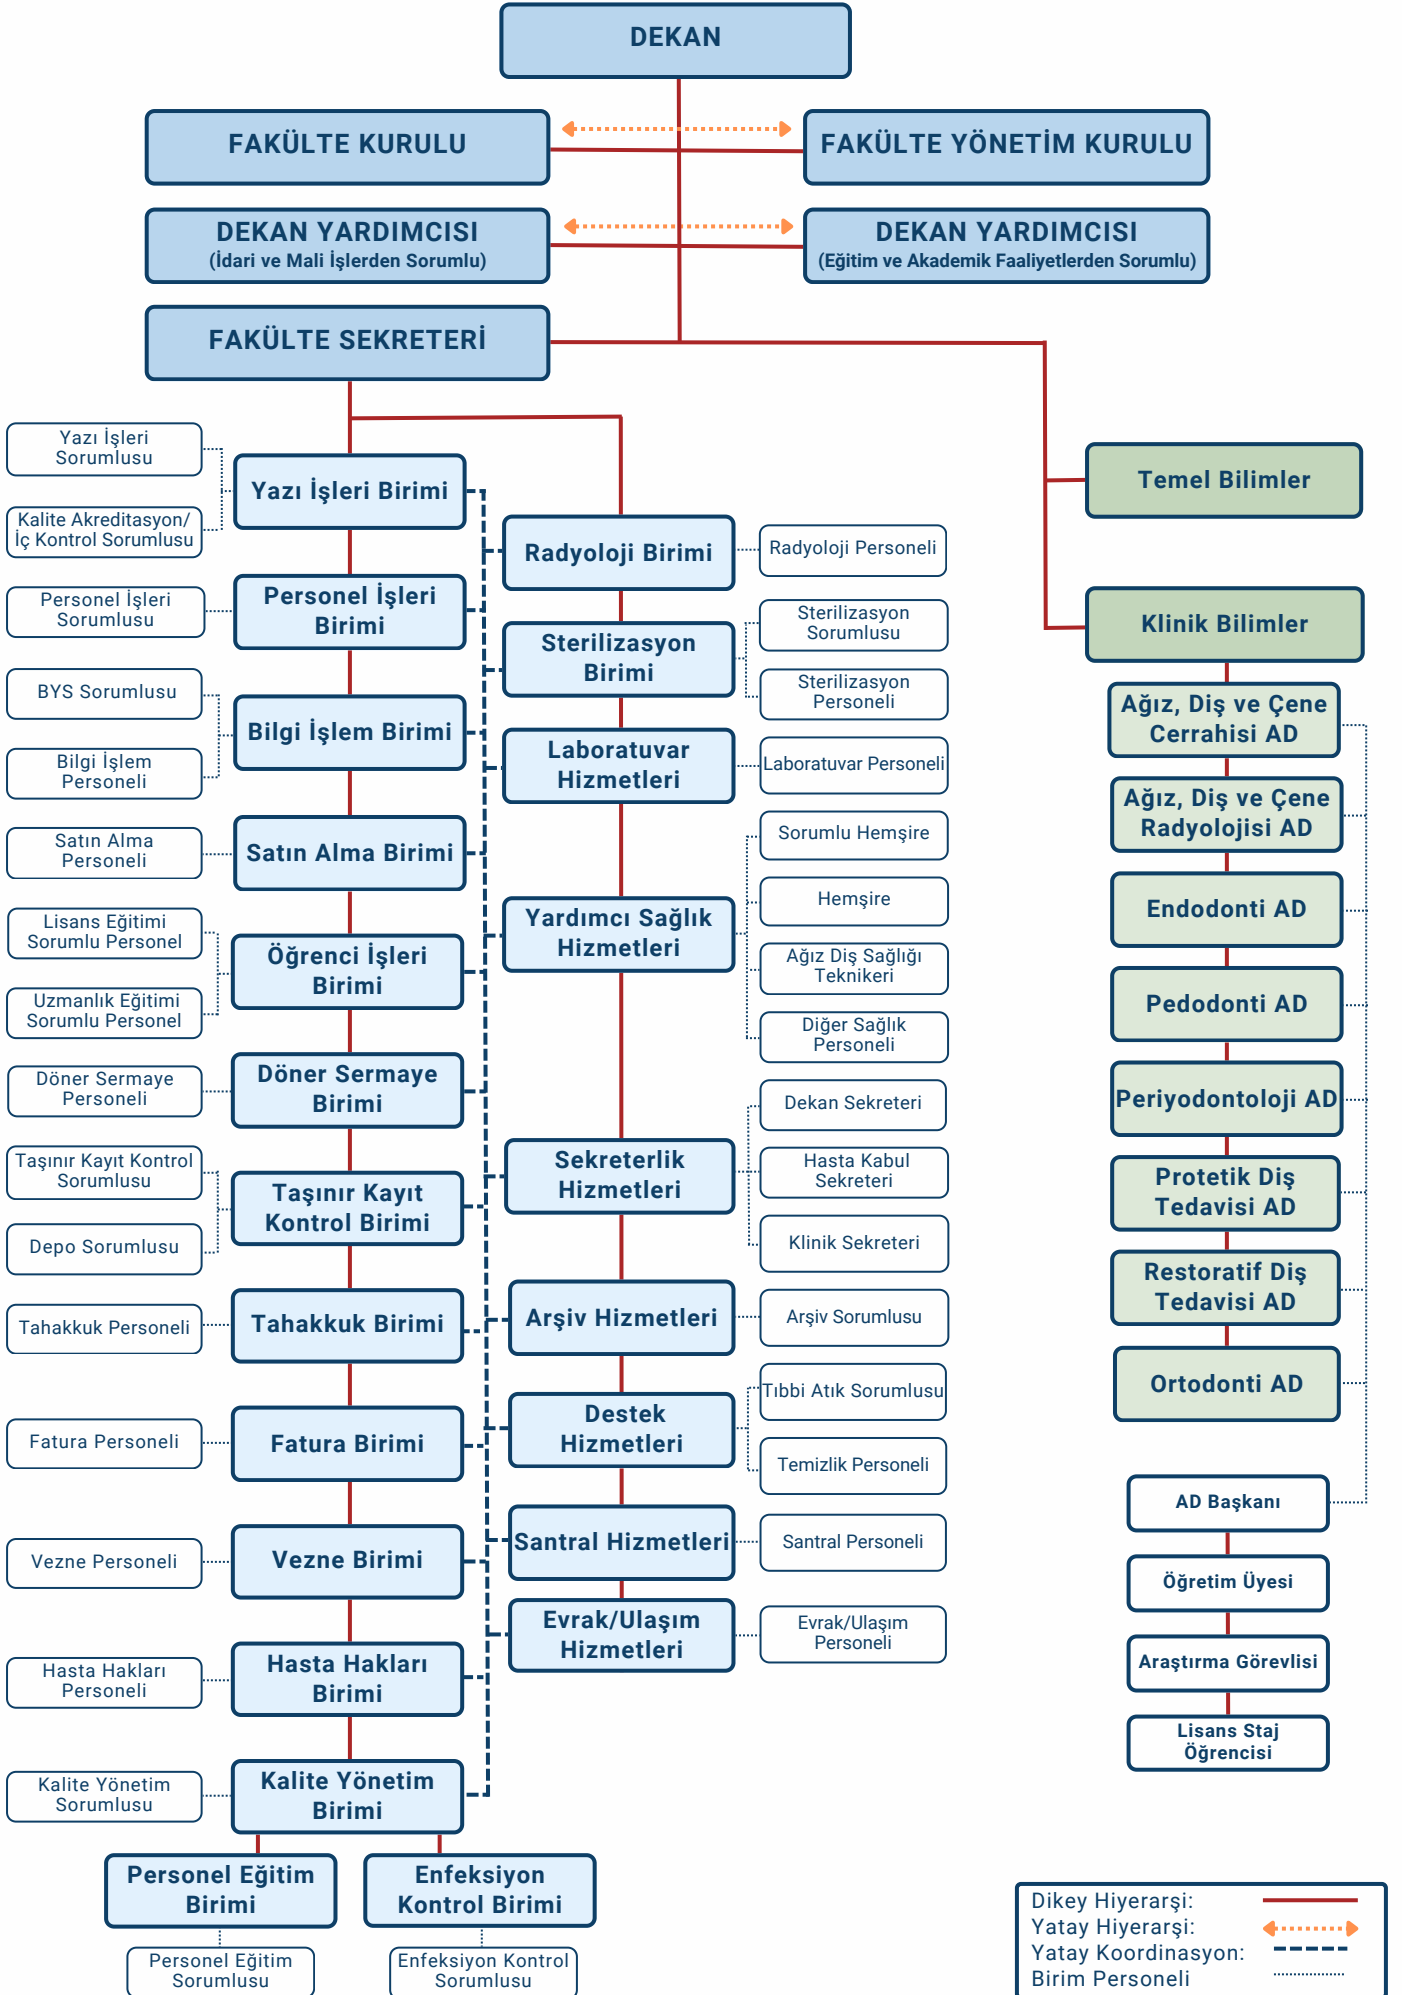 DEKAN
FAKÜLTE KURULU
FAKÜLTE YÖNETİM KURULU
DEKAN YARDIMCISI
(İdari ve Mali İşlerden Sorumlu)
DEKAN YARDIMCISI
(Eğitim ve Akademik Faaliyetlerden Sorumlu)
FAKÜLTE SEKRETERİ
Yazı İşleri
Sorumlusu
Kalite Akreditasyon/
İç Kontrol Sorumlusu
Personel İşleri
Sorumlusu
BYS Sorumlusu
Bilgi İşlem
Personeli
Satın Alma
Personeli
Lisans Eğitimi
Sorumlu Personel
Uzmanlık Eğitimi
Sorumlu Personel
Döner Sermaye
Personeli
Taşınır Kayıt Kontrol
Sorumlusu
Depo Sorumlusu
Tahakkuk Personeli
Fatura Personeli
Vezne Personeli
Hasta Hakları
Personeli
Kalite Yönetim
Sorumlusu
Yazı İşleri Birimi
Personel İşleri
Birimi
Bilgi İşlem Birimi
Satın Alma Birimi
Öğrenci İşleri
Birimi
Döner Sermaye
Birimi
Taşınır Kayıt
Kontrol Birimi
Tahakkuk Birimi
Fatura Birimi
Vezne Birimi
Hasta Hakları
Birimi
Kalite Yönetim
Birimi
Personel Eğitim
Birimi
Enfeksiyon
Kontrol Birimi
Personel Eğitim
Sorumlusu
Enfeksiyon Kontrol
Sorumlusu
Radyoloji Birimi
Sterilizasyon
Birimi
Laboratuvar
Hizmetleri
Yardımcı Sağlık
Hizmetleri
Sekreterlik
Hizmetleri
Arşiv Hizmetleri
Destek
Hizmetleri
Santral Hizmetleri
Evrak/Ulaşım
Hizmetleri
Radyoloji Personeli
Sterilizasyon
Sorumlusu
Sterilizasyon
Personeli
Laboratuvar Personeli
Sorumlu Hemşire
Hemşire
Ağız Diş Sağlığı
Teknikeri
Diğer Sağlık
Personeli
Dekan Sekreteri
Hasta Kabul
Sekreteri
Klinik Sekreteri
Arşiv Sorumlusu
Tıbbi Atık Sorumlusu
Temizlik Personeli
Santral Personeli
Evrak/Ulaşım
Personeli
Temel Bilimler
Klinik Bilimler
Ağız, Diş ve Çene
Cerrahisi AD
Ağız, Diş ve Çene
Radyolojisi AD
Endodonti AD
Pedodonti AD
Periyodontoloji AD
Protetik Diş
Tedavisi AD
Restoratif Diş
Tedavisi AD
Ortodonti AD
AD Başkanı
Öğretim Üyesi
Araştırma Görevlisi
Lisans Staj
Öğrencisi
Dikey Hiyerarşi:
Yatay Hiyerarşi:
Yatay Koordinasyon:
Birim Personeli